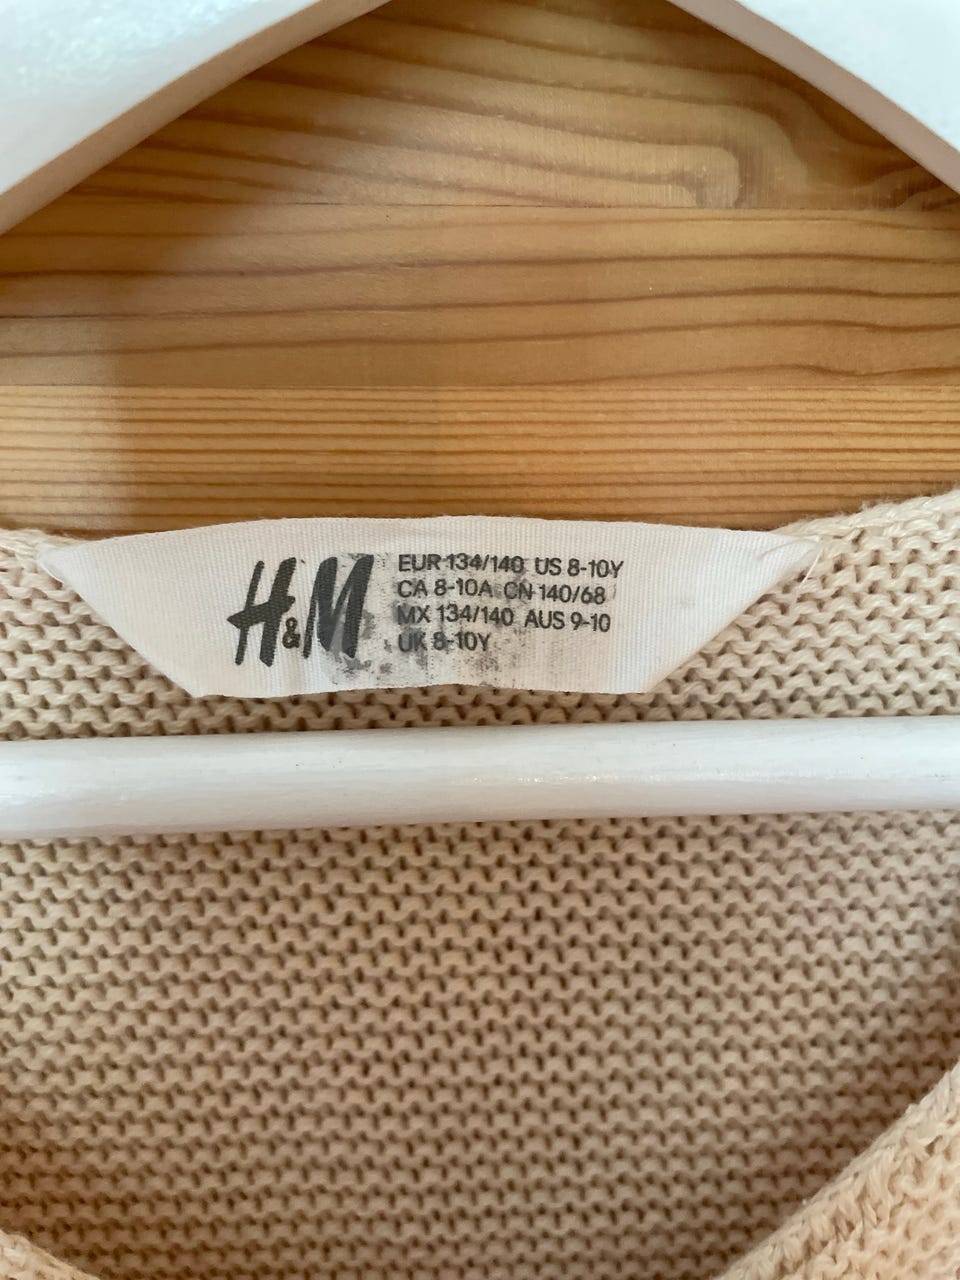 H&M
EUR 134/140 US 8-10Y
CA 8-10A CN 140/68
MX 134/140 AUS 9-10
UK 8-10Y